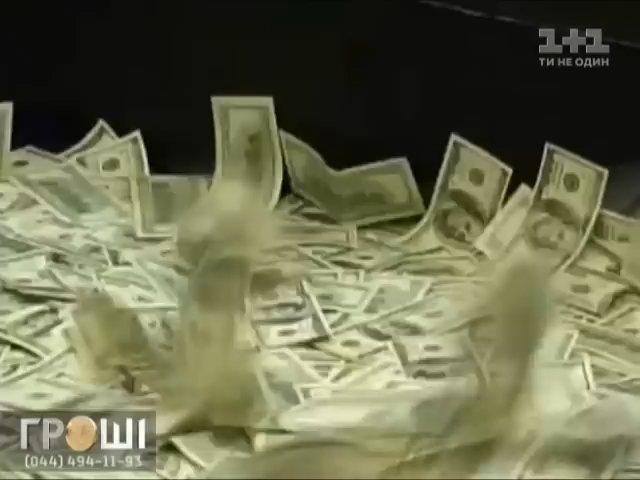 1+1
ТИ НЕ ОДИН
ГРОШІ
(044) 494-11-93